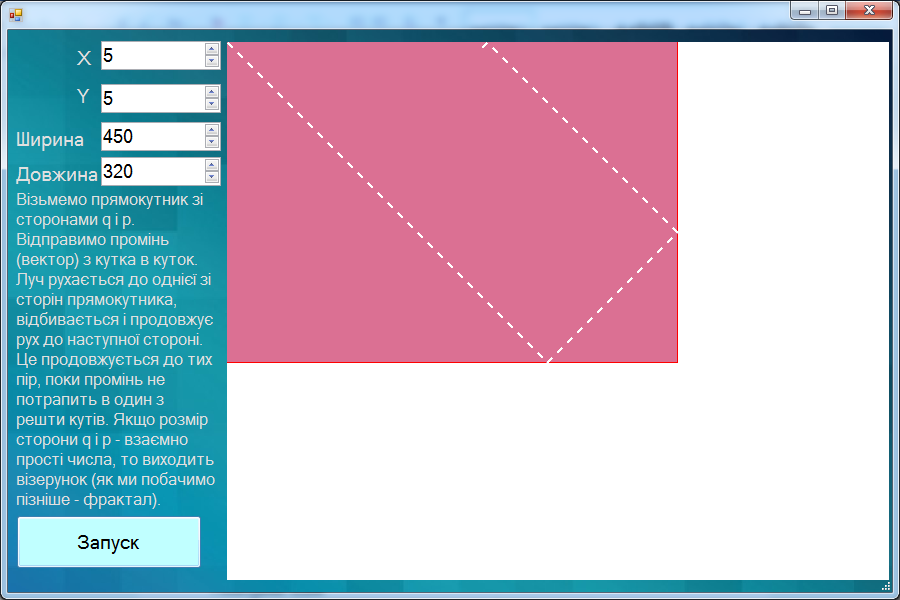 X 5
Y 5
Ширина 450
Довжина 320
Візьмемо прямокутник зі
сторонами q і p.
Відправимо промінь
(вектор) з кутка в куток.
Луч рухається до однієї зі
сторін прямокутника,
відбивається і продовжує
рух до наступної стороні.
Це продовжується до тих
пір, поки промінь не
потрапить в один з
решти кутів. Якщо розмір
сторони q і p - взаємно
прості числа, то виходить
візерунок (як ми побачимо
пізніше - фрактал).
Запуск